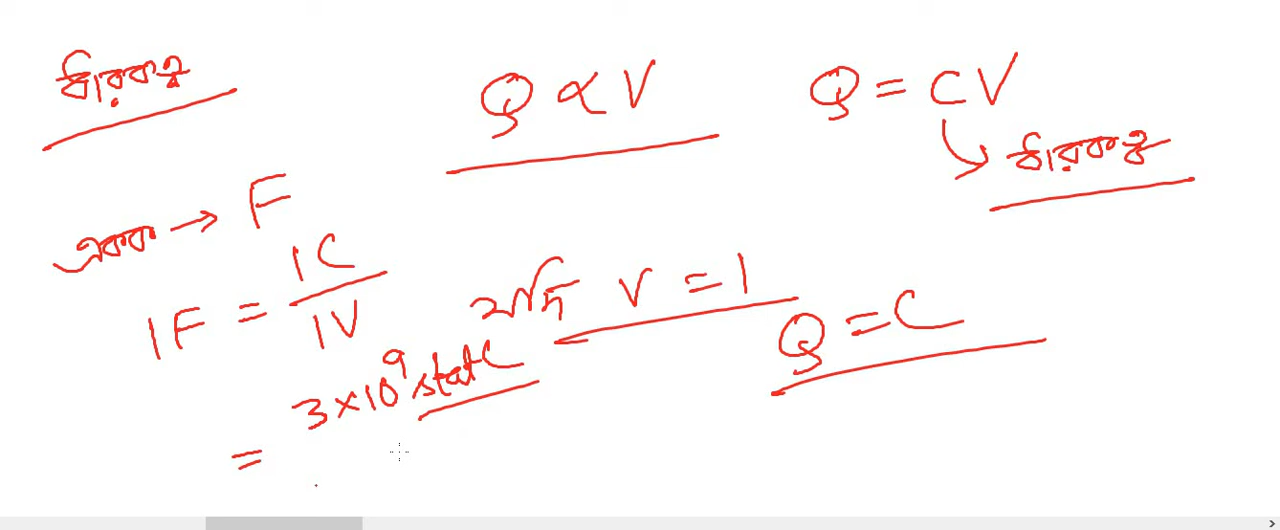 ধারকত্ব
Q ∝ V
Q = CV
→ ধারকত্ব
একক → F
1F = 1C / 1V
যদি V = 1
Q = C
= 3×10⁹ statC